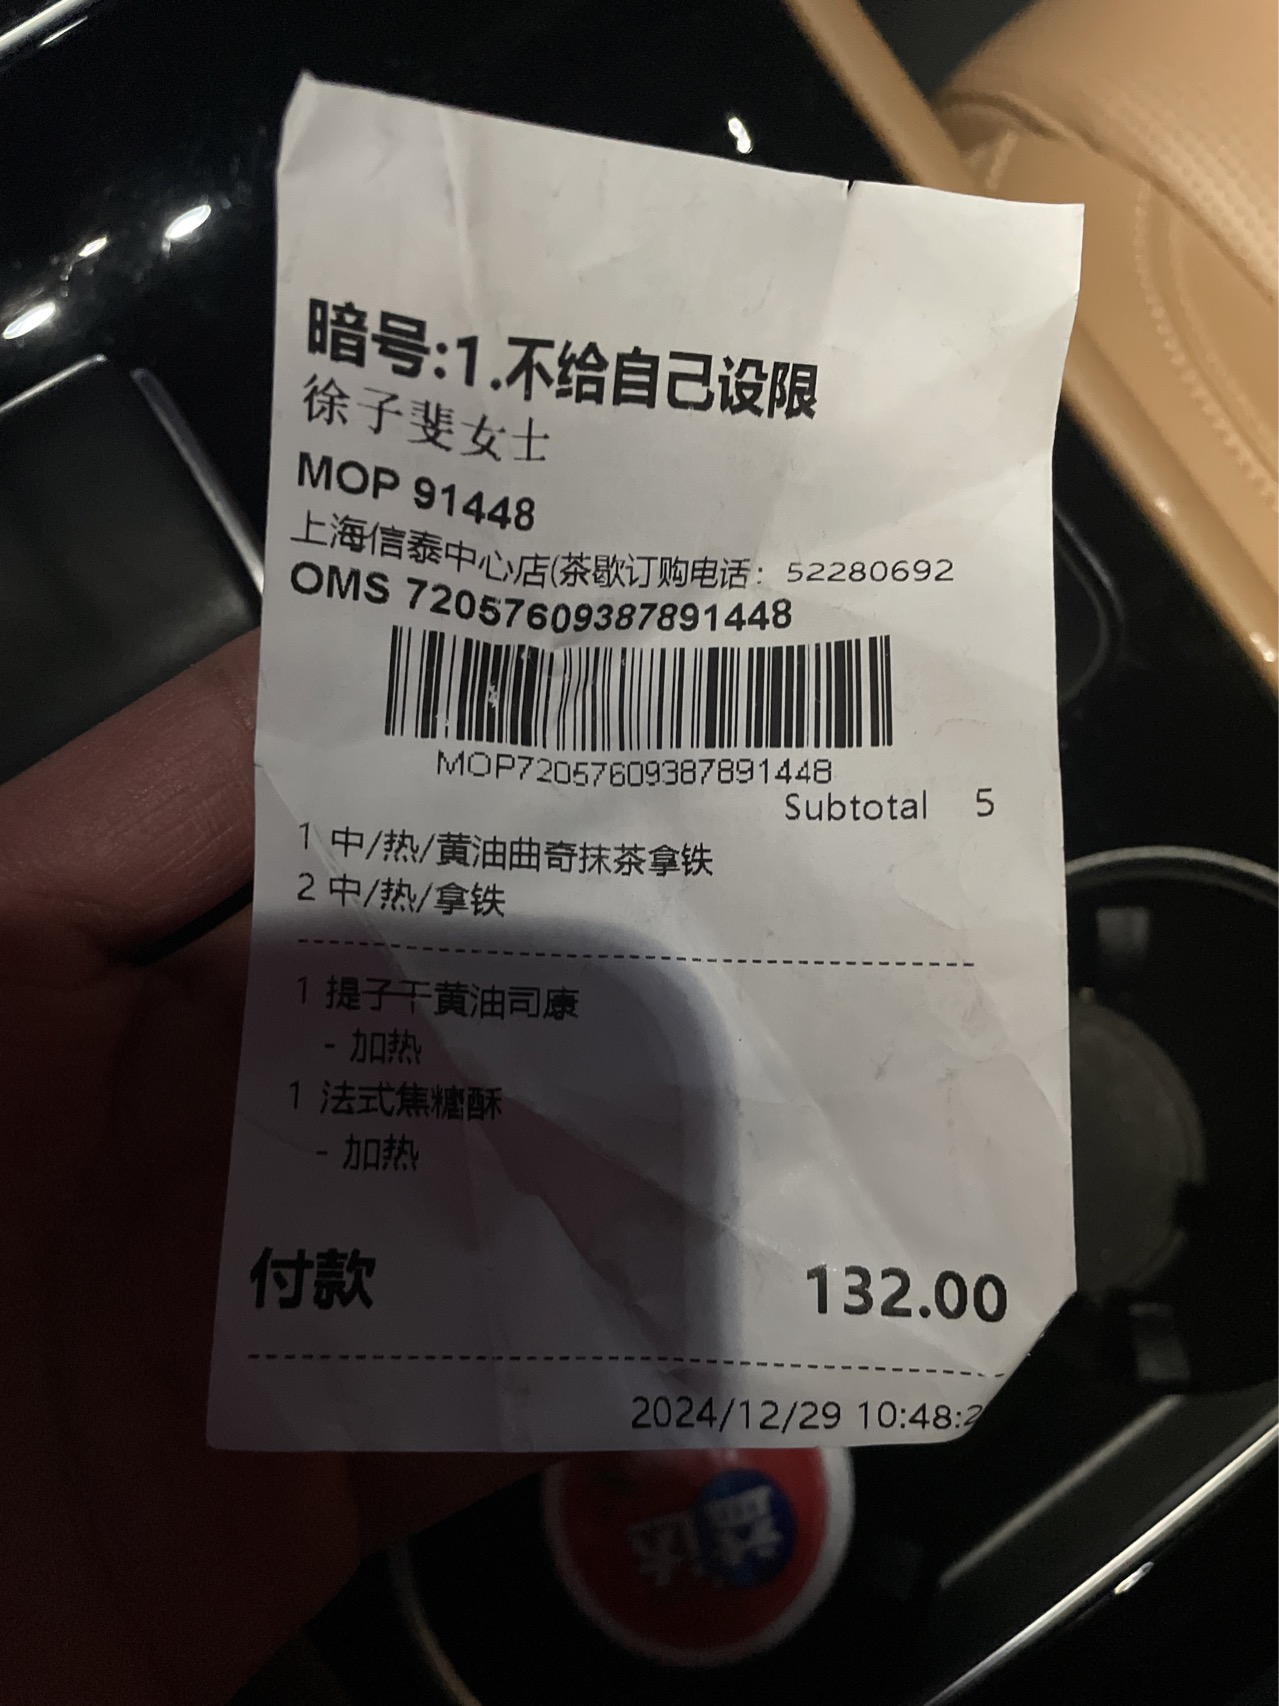 暗号:1.不给自己设限
徐子斐女士
MOP 91448
上海信泰中心店(茶歇订购电话：52280692
OMS 72057609387891448
MOP72057609387891448
Subtotal 5
1 中/热/黄油曲奇抹茶拿铁
2 中/热/拿铁
1 提子干黄油司康
- 加热
1 法式焦糖酥
- 加热
付款 132.00
2024/12/29 10:48:2
益达